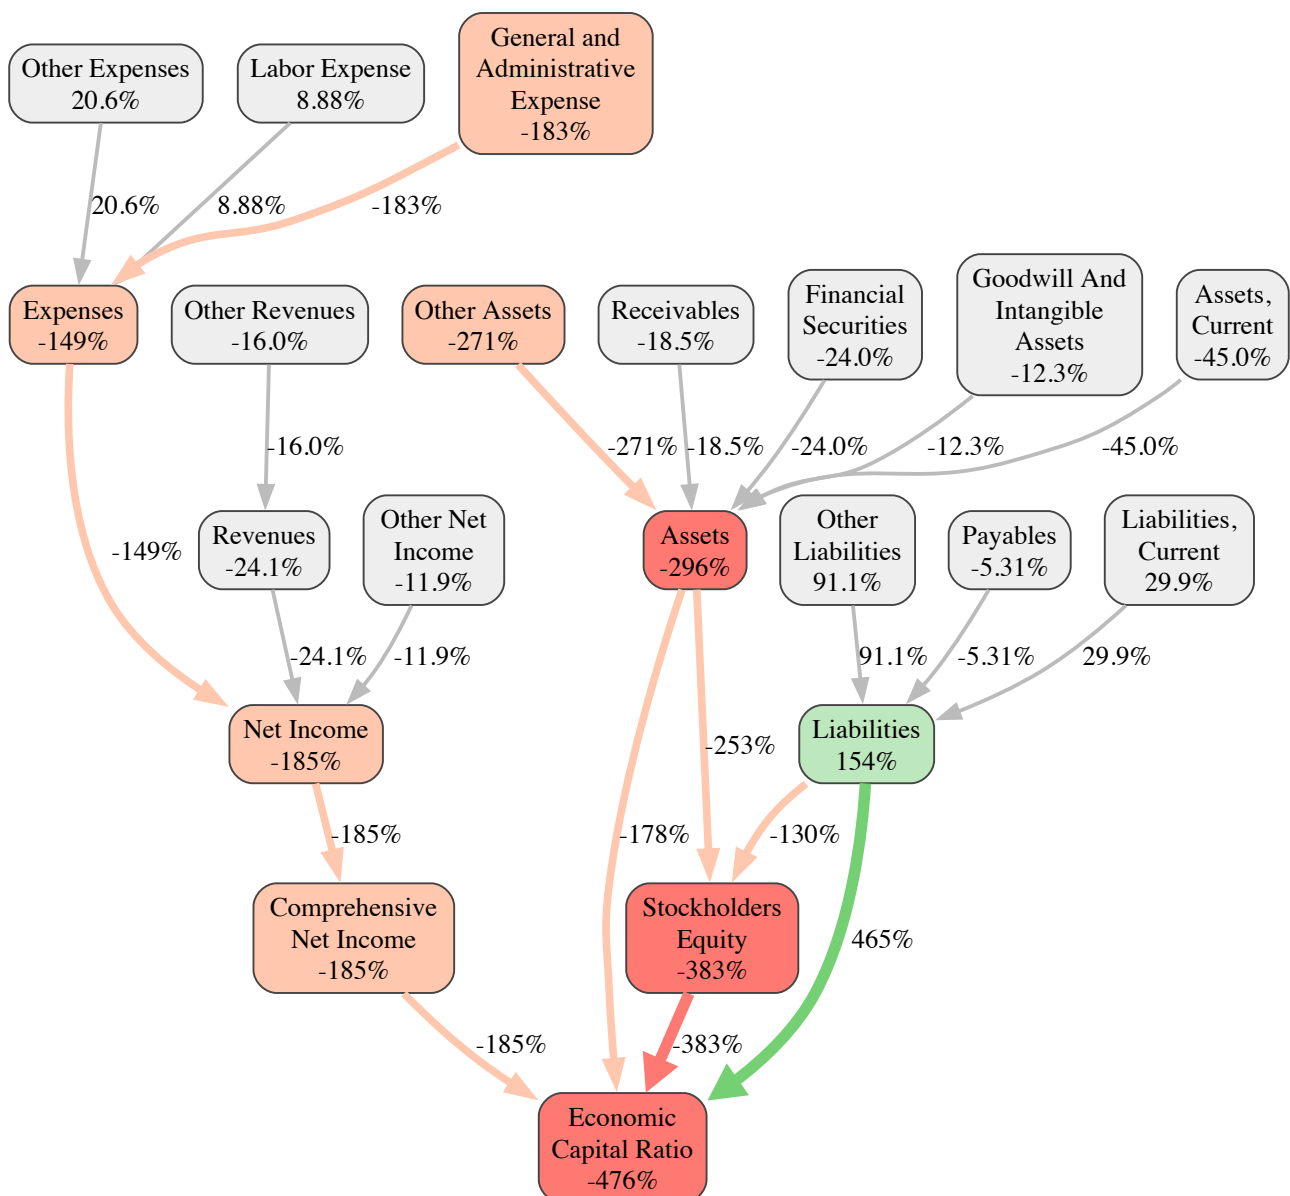 Other Expenses
20.6%
Labor Expense
8.88%
General and
Administrative
Expense
-183%
20.6%
8.88%
-183%
Expenses
-149%
Other Revenues
-16.0%
Other Assets
-271%
Receivables
-18.5%
Financial
Securities
-24.0%
Goodwill And
Intangible
Assets
-12.3%
Assets,
Current
-45.0%
-16.0%
-271%
-18.5%
-24.0%
-12.3%
-45.0%
-149%
Revenues
-24.1%
Other Net
Income
-11.9%
Assets
-296%
Other
Liabilities
91.1%
Payables
-5.31%
Liabilities,
Current
29.9%
-24.1%
-11.9%
91.1%
-5.31%
29.9%
Net Income
-185%
-253%
Liabilities
154%
-185%
-178%
-130%
Comprehensive
Net Income
-185%
Stockholders
Equity
-383%
465%
-185%
-383%
Economic
Capital Ratio
-476%